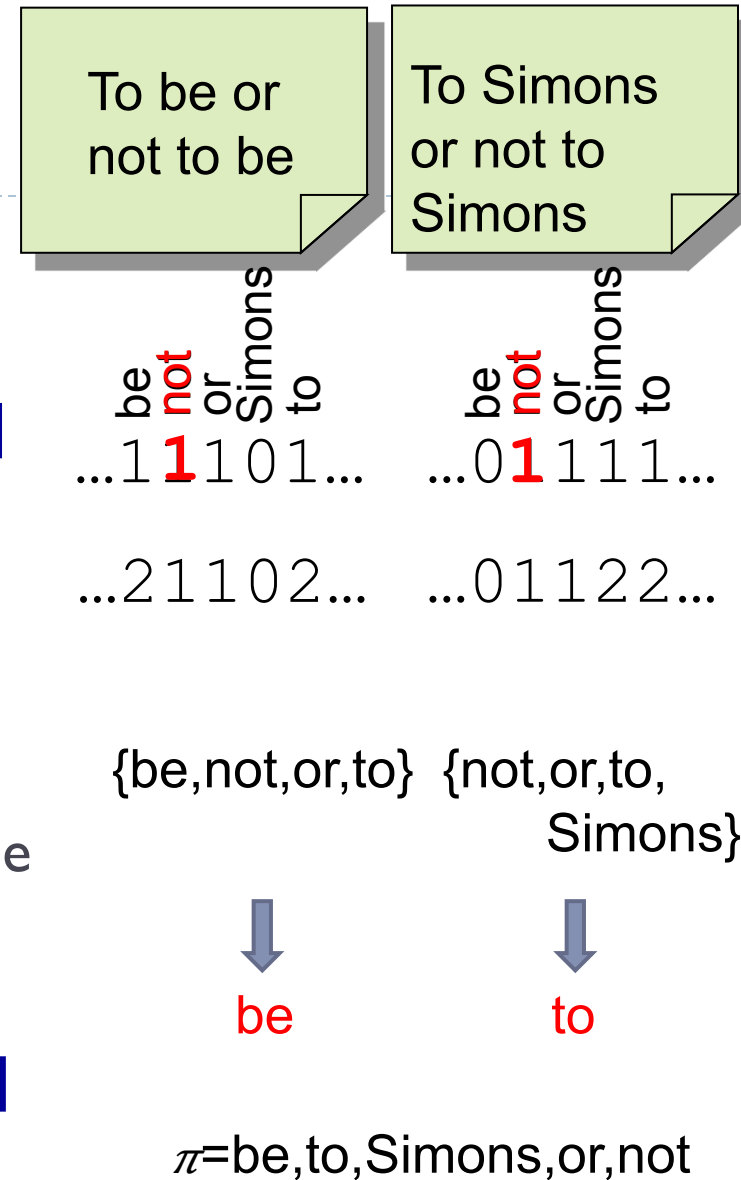 To be or
not to be
To Simons
or not to
Simons
be
not
or
Simons
to
be
not
or
Simons
to
...11101...
...01111...
...21102...
...01122...
{be,not,or,to}
{not,or,to,
Simons}
e
be
to
π=be,to,Simons,or,not